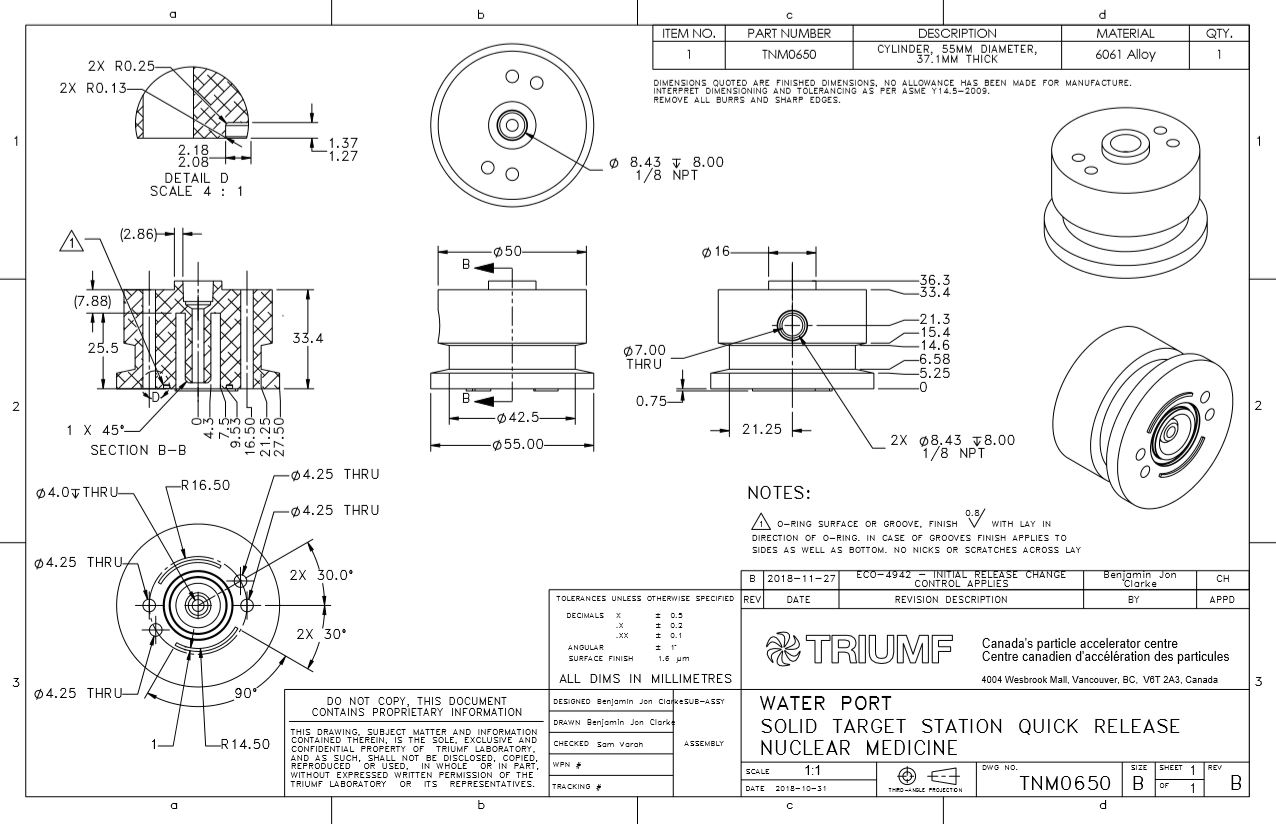 a b c d
ITEM NO. PART NUMBER DESCRIPTION MATERIAL QTY.
1 TNM0650 CYLINDER, 55MM DIAMETER, 37.1MM THICK 6061 Alloy 1
DIMENSIONS QUOTED ARE FINISHED DIMENSIONS, NO ALLOWANCE HAS BEEN MADE FOR MANUFACTURE.
INTERPRET DIMENSIONING AND TOLERANCING AS PER ASME Y14.5-2009.
REMOVE ALL BURRS AND SHARP EDGES.
2X R0.25
2X R0.13
1.37
1.27
2.18
2.08
DETAIL D
SCALE 4 : 1
1
1
⌀ 8.43 ↧ 8.00
1/8 NPT
1
(2.86)
(7.88)
25.5
33.4
D
1 X 45°
0
4.3
7.5
9.53
16.50
21.25
27.50
SECTION B-B
⌀50
B
B
⌀42.5
⌀55.00
⌀16
36.3
33.4
21.3
15.4
14.6
6.58
5.25
0
⌀7.00
THRU
0.75
21.25
2X ⌀8.43 ↧8.00
1/8 NPT
2
2
⌀4.0↧THRU
R16.50
⌀4.25 THRU
⌀4.25 THRU
⌀4.25 THRU
2X 30.0°
2X 30°
⌀4.25 THRU
90°
1
R14.50
3
3
NOTES:
1 O-RING SURFACE OR GROOVE, FINISH 0.8 WITH LAY IN
DIRECTION OF O-RING. IN CASE OF GROOVES FINISH APPLIES TO
SIDES AS WELL AS BOTTOM. NO NICKS OR SCRATCHES ACROSS LAY
B 2018-11-27 ECO-4942 - INITIAL RELEASE CHANGE CONTROL APPLIES Benjamin Jon Clarke CH
REV DATE REVISION DESCRIPTION BY APPD
TOLERANCES UNLESS OTHERWISE SPECIFIED
DECIMALS X ± 0.5
.X ± 0.2
.XX ± 0.1
ANGULAR ± 1°
SURFACE FINISH 1.6 µm
ALL DIMS IN MILLIMETRES
TRIUMF
Canada's particle accelerator centre
Centre canadien d'accélération des particules
4004 Wesbrook Mall, Vancouver, BC, V6T 2A3, Canada
DO NOT COPY, THIS DOCUMENT
CONTAINS PROPRIETARY INFORMATION
THIS DRAWING, SUBJECT MATTER AND INFORMATION
CONTAINED THEREIN, IS THE SOLE, EXCLUSIVE AND
CONFIDENTIAL PROPERTY OF TRIUMF LABORATORY,
AND AS SUCH, SHALL NOT BE DISCLOSED, COPIED,
REPRODUCED OR USED, IN WHOLE OR IN PART,
WITHOUT EXPRESSED WRITTEN PERMISSION OF THE
TRIUMF LABORATORY OR ITS REPRESENTATIVES.
DESIGNED Benjamin Jon Clarke
DRAWN Benjamin Jon Clarke
CHECKED Sam Varah
WPN #
TRACKING #
SUB-ASSY
ASSEMBLY
WATER PORT
SOLID TARGET STATION QUICK RELEASE
NUCLEAR MEDICINE
SCALE 1:1
DATE 2018-10-31
THIRD-ANGLE PROJECTION
DWG NO. TNM0650
SIZE B
SHEET 1
OF 1
REV B
a b c d